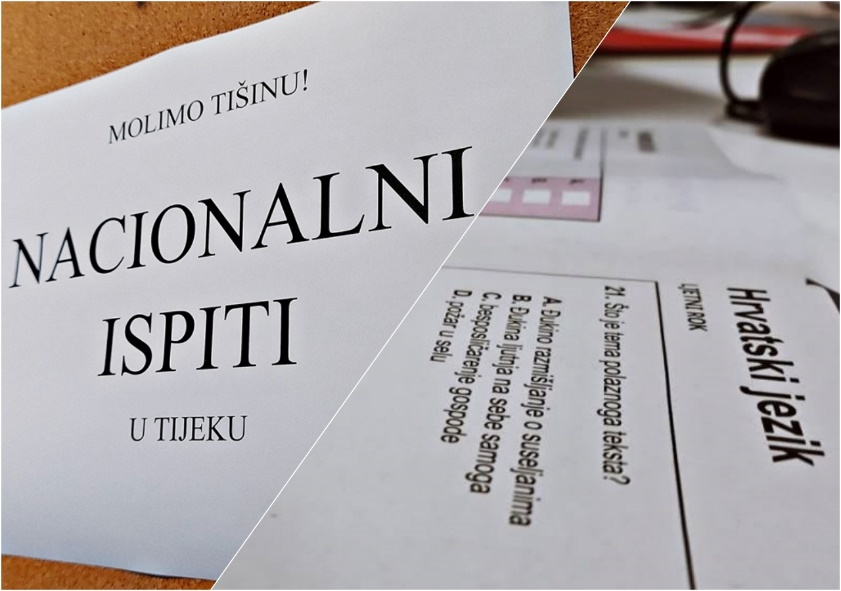 MOLIMO TIŠINU!
NACIONALNI
ISPITI
U TIJEKU
Hrvatski jezik
LJETNI ROK
21. Što je tema polaznoga teksta?
A. Đukino razmišljanje o suseljanima
B. Đukina ljutnja na sebe samoga
C. besposličarenje gospode
D. požar u selu